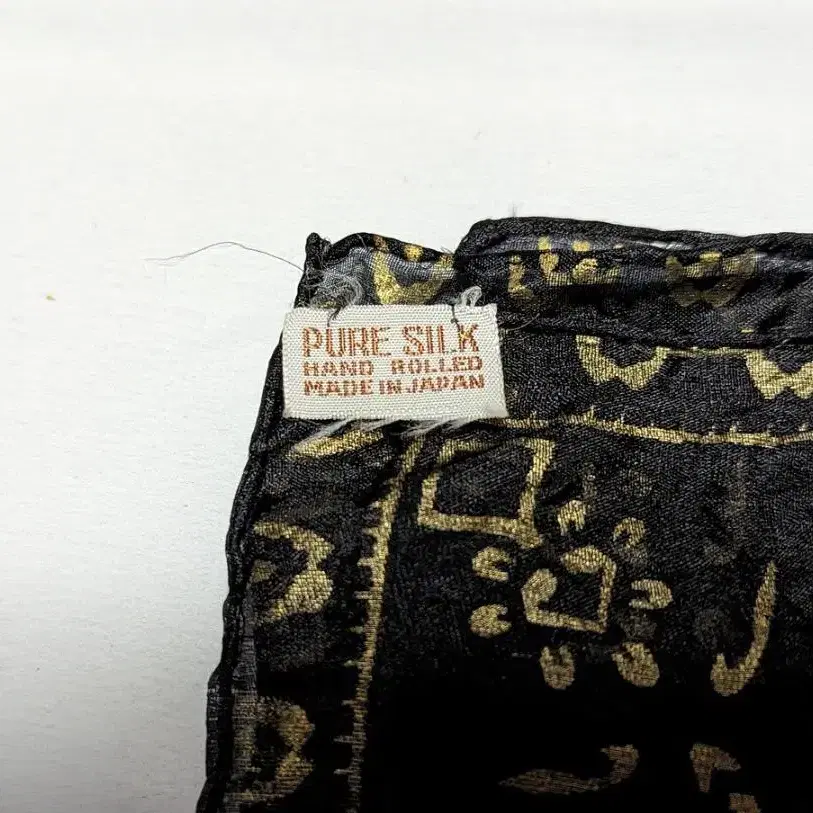 PURE SILK
HAND ROLLED
MADE IN JAPAN